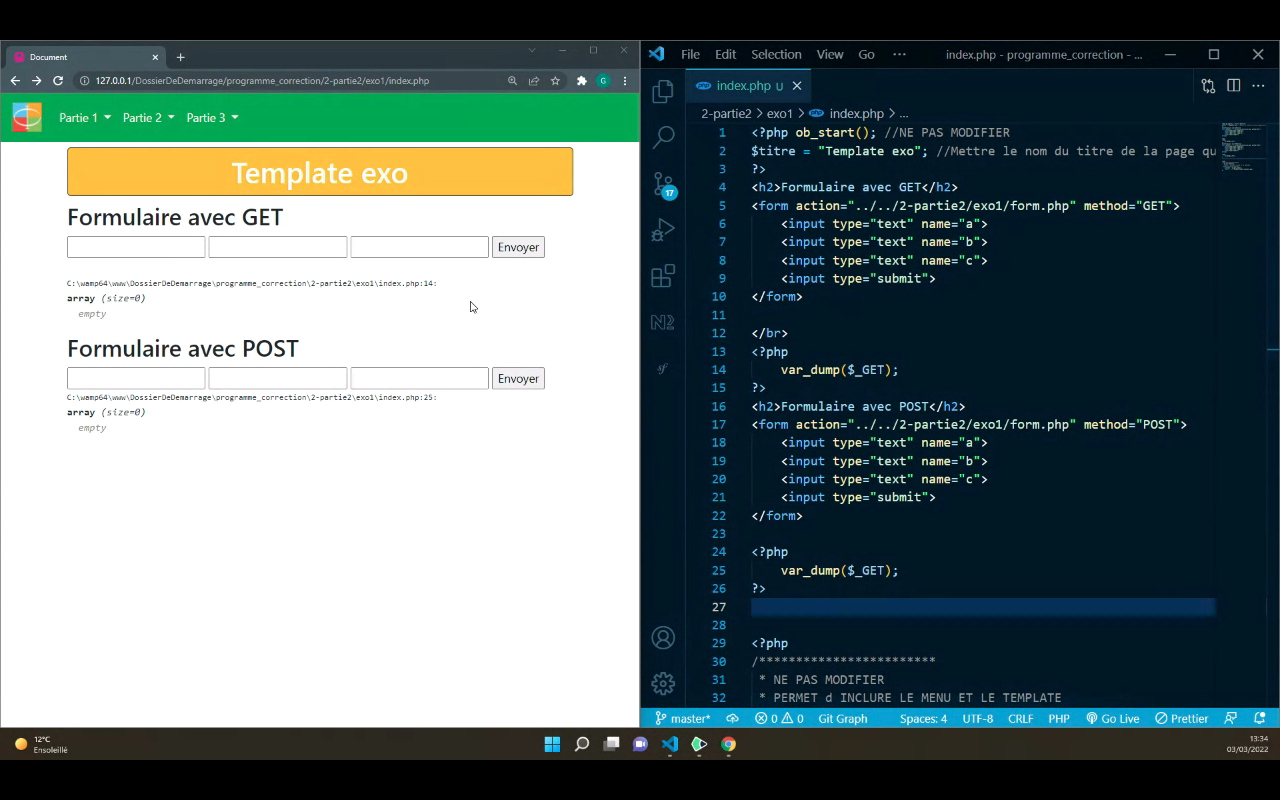 Document
127.0.0.1/DossierDeDemarrage/programme_correction/2-partie2/exo1/index.php
G
Partie 1
Partie 2
Partie 3
Template exo
Formulaire avec GET
Envoyer
C:\wamp64\www\DossierDeDemarrage\programme_correction\2-partie2\exo1\index.php:14:
array (size=0)
empty
Formulaire avec POST
Envoyer
C:\wamp64\www\DossierDeDemarrage\programme_correction\2-partie2\exo1\index.php:25:
array (size=0)
empty
File Edit Selection View Go ··· index.php - programme_correction - ...
index.php U
2-partie2 > exo1 > index.php > ...
17
1 <?php ob_start(); //NE PAS MODIFIER
2 $titre = "Template exo"; //Mettre le nom du titre de la page qu
3 ?>
4 <h2>Formulaire avec GET</h2>
5 <form action="../../2-partie2/exo1/form.php" method="GET">
6 <input type="text" name="a">
7 <input type="text" name="b">
8 <input type="text" name="c">
9 <input type="submit">
10 </form>
11
12 </br>
13 <?php
14 var_dump($_GET);
15 ?>
16 <h2>Formulaire avec POST</h2>
17 <form action="../../2-partie2/exo1/form.php" method="POST">
18 <input type="text" name="a">
19 <input type="text" name="b">
20 <input type="text" name="c">
21 <input type="submit">
22 </form>
23
24 <?php
25 var_dump($_GET);
26 ?>
27
28
29 <?php
30 /************************
31 * NE PAS MODIFIER
32 * PERMET d INCLURE LE MENU ET LE TEMPLATE
master* 0 0 Git Graph Spaces: 4 UTF-8 CRLF PHP Go Live Prettier
12°C
Ensoleillé
13:34
03/03/2022